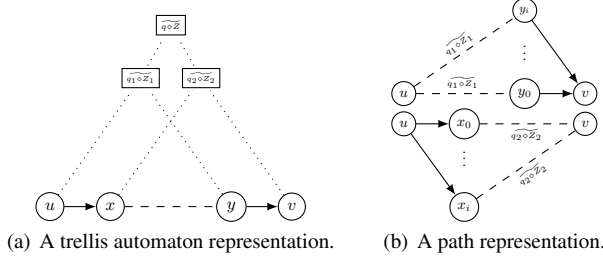 q⋄Z
q₁⋄Z₁ q₂⋄Z₂
u x y v
(a) A trellis automaton representation.
yᵢ
q₁⋄Z₁
⋮
q₁⋄Z₁
u y₀ v
u x₀ v
q₂⋄Z₂
⋮
q₂⋄Z₂
xᵢ
(b) A path representation.